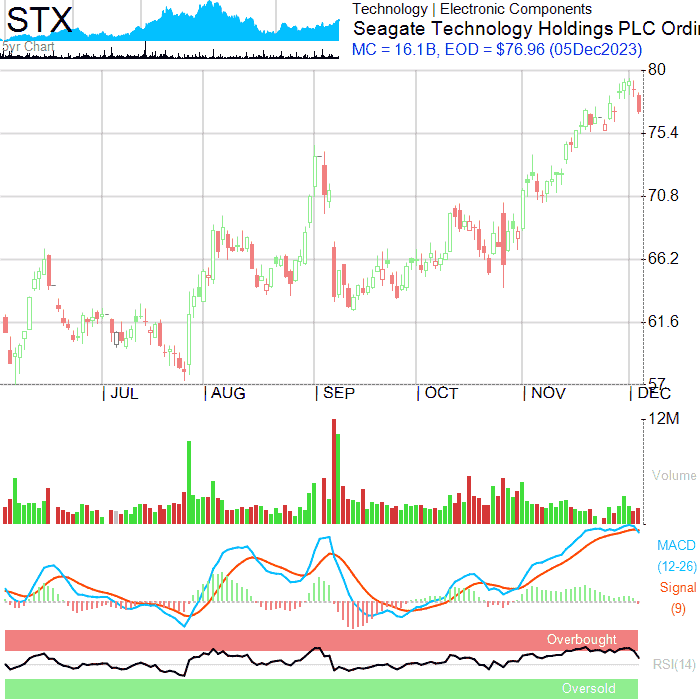 STX
5yr Chart
Technology | Electronic Components
Seagate Technology Holdings PLC Ordi
MC = 16.1B, EOD = $76.96 (05Dec2023)
80
75.4
70.8
66.2
61.6
57
JUL
AUG
SEP
OCT
NOV
DEC
12M
Volume
MACD
(12-26)
Signal
(9)
Overbought
RSI(14)
Oversold